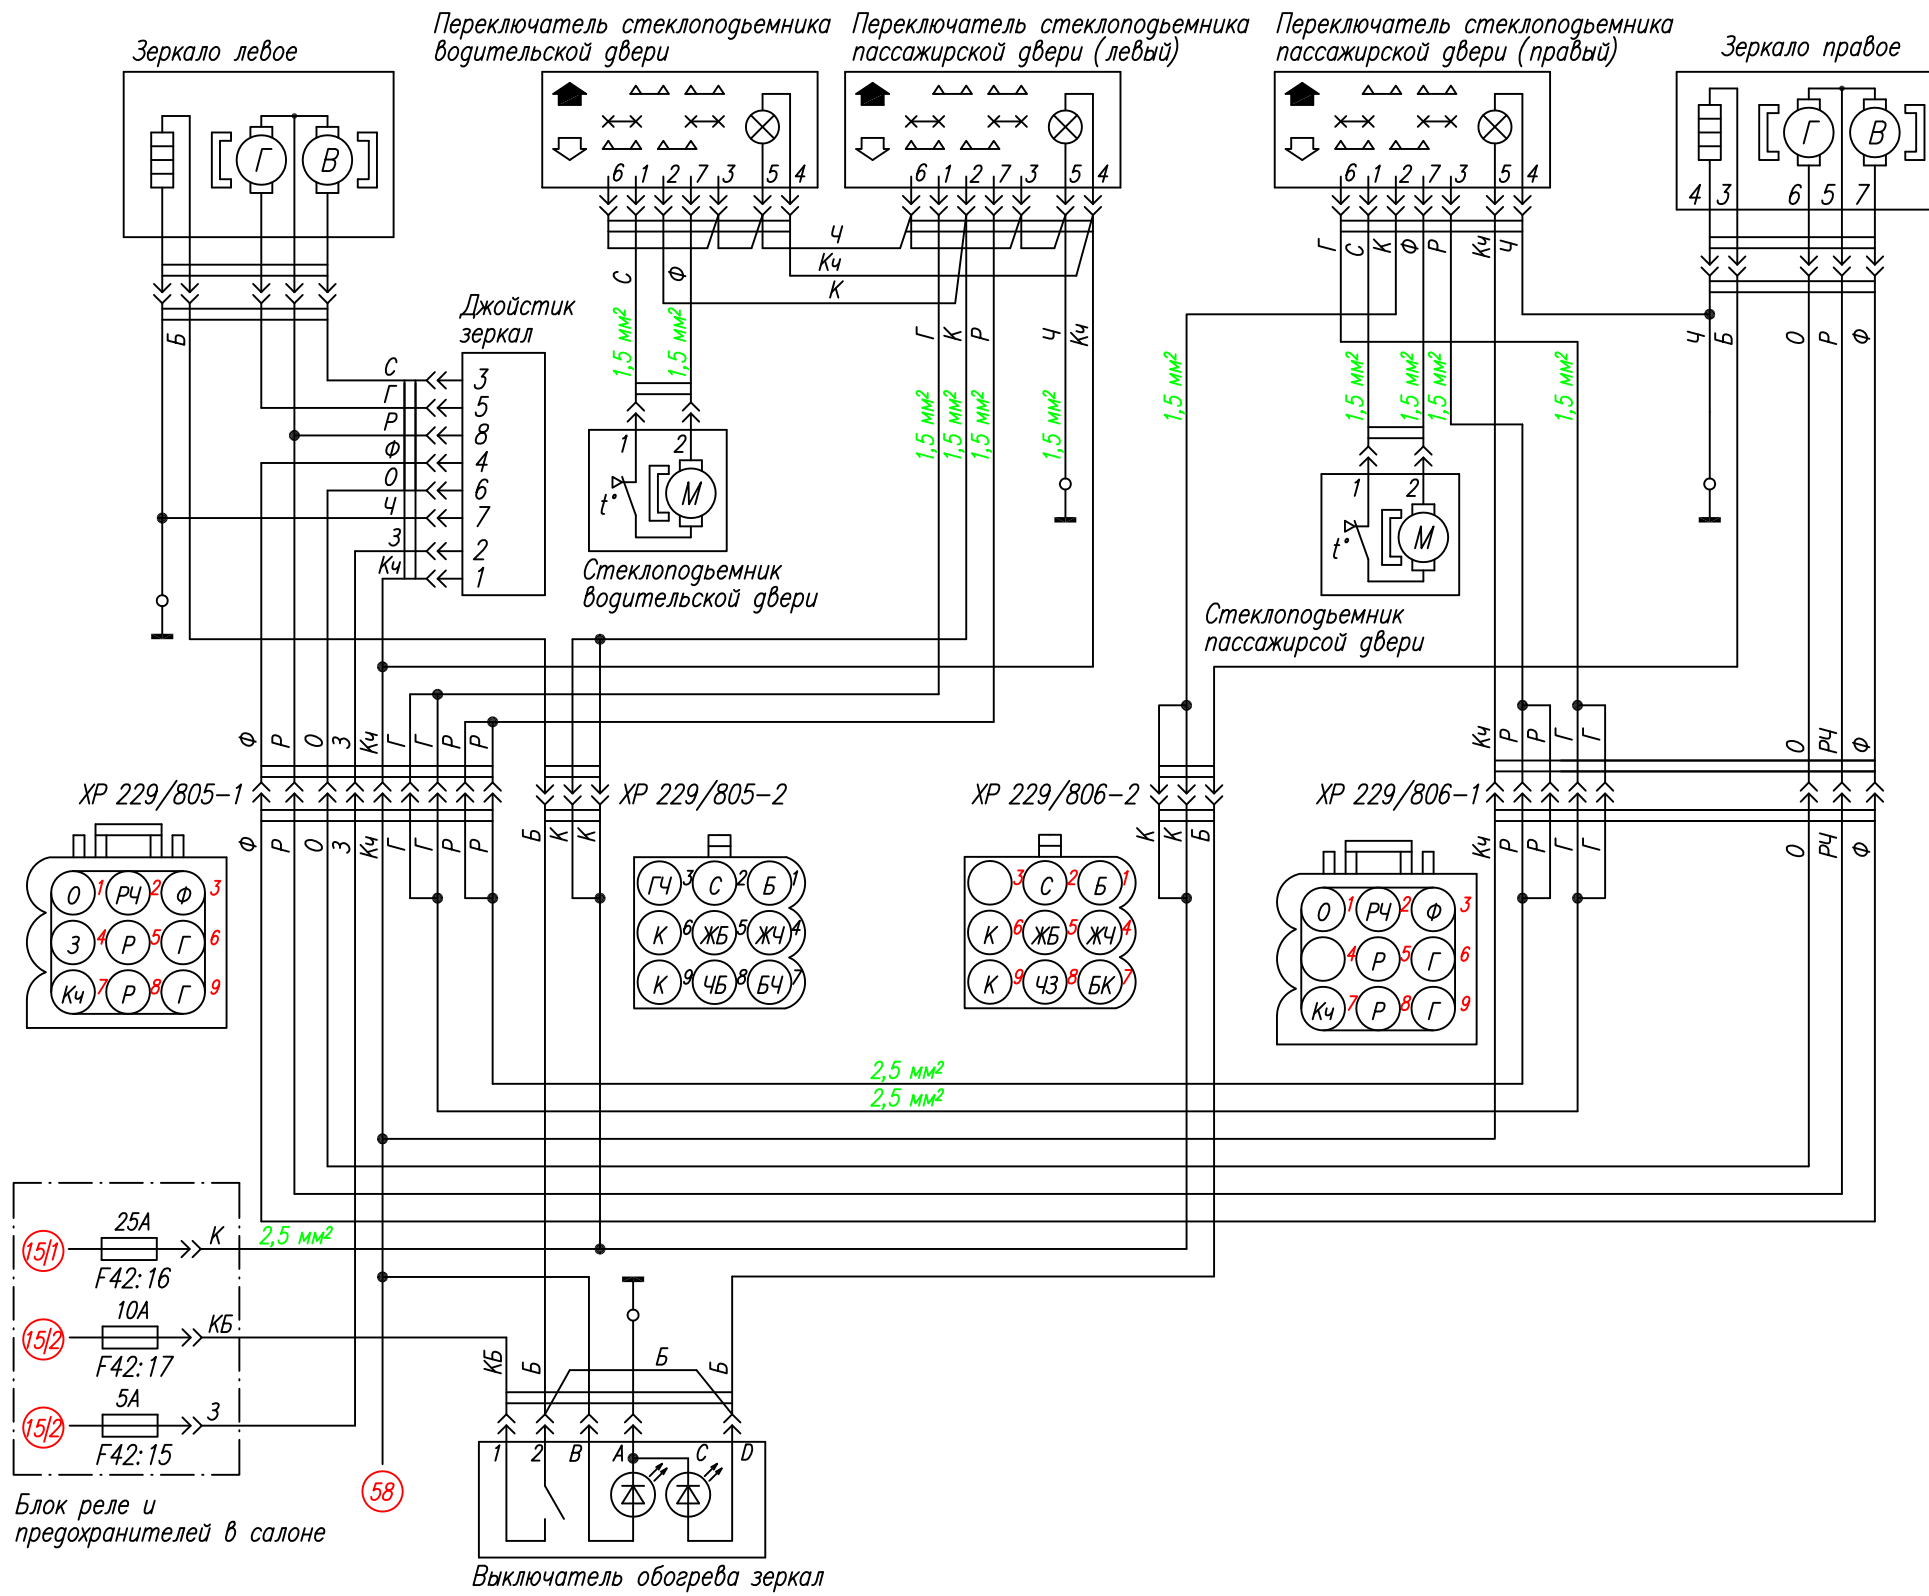 Зеркало левое
Переключатель стеклоподьемника
водительской двери
Переключатель стеклоподьемника
пассажирской двери (левый)
Переключатель стеклоподьемника
пассажирской двери (правый)
Зеркало правое
Г В
6 1 2 7 3 5 4
6 1 2 7 3 5 4
6 1 2 7 3 5 4
Г В
4 3 6 5 7
Ч
Кч
К
С Ф
Г С К Ф Р Кч Ч
Б
Джойстик
зеркал
1,5 мм² 1,5 мм²
Г К Р Ч Кч
Ч Б О Р Ф
С 3
Г 5
Р 8
Ф 4
О 6
Ч 7
З 2
Кч 1
1,5 мм² 1,5 мм² 1,5 мм² 1,5 мм²
1,5 мм² 1,5 мм² 1,5 мм² 1,5 мм² 1,5 мм²
1 2
t° М
Стеклоподьемник
водительской двери
1 2
t° М
Стеклоподьемник
пассажирсой двери
Ф Р О З Кч Г Г Р Р
Кч Р Р Г Г О РЧ Ф
ХР 229/805-1
ХР 229/805-2
ХР 229/806-2
ХР 229/806-1
Ф Р О З Кч Г Г Р Р
Б К К
К К Б
Кч Р Р Г Г О РЧ Ф
О 1 РЧ 2 Ф 3
З 4 Р 5 Г 6
Кч 7 Р 8 Г 9
ГЧ 3 С 2 Б 1
К 6 ЖБ 5 ЖЧ 4
К 9 ЧБ 8 БЧ 7
3 С 2 Б 1
К 6 ЖБ 5 ЖЧ 4
К 9 ЧЗ 8 БК 7
О 1 РЧ 2 Ф 3
4 Р 5 Г 6
Кч 7 Р 8 Г 9
2,5 мм²
2,5 мм²
15/1 25А К 2,5 мм²
F42:16
15/2 10А КБ
F42:17
15/2 5А З
F42:15
Блок реле и
предохранителей в салоне
58
КБ Б Б Б
1 2 B A C D
Выключатель обогрева зеркал